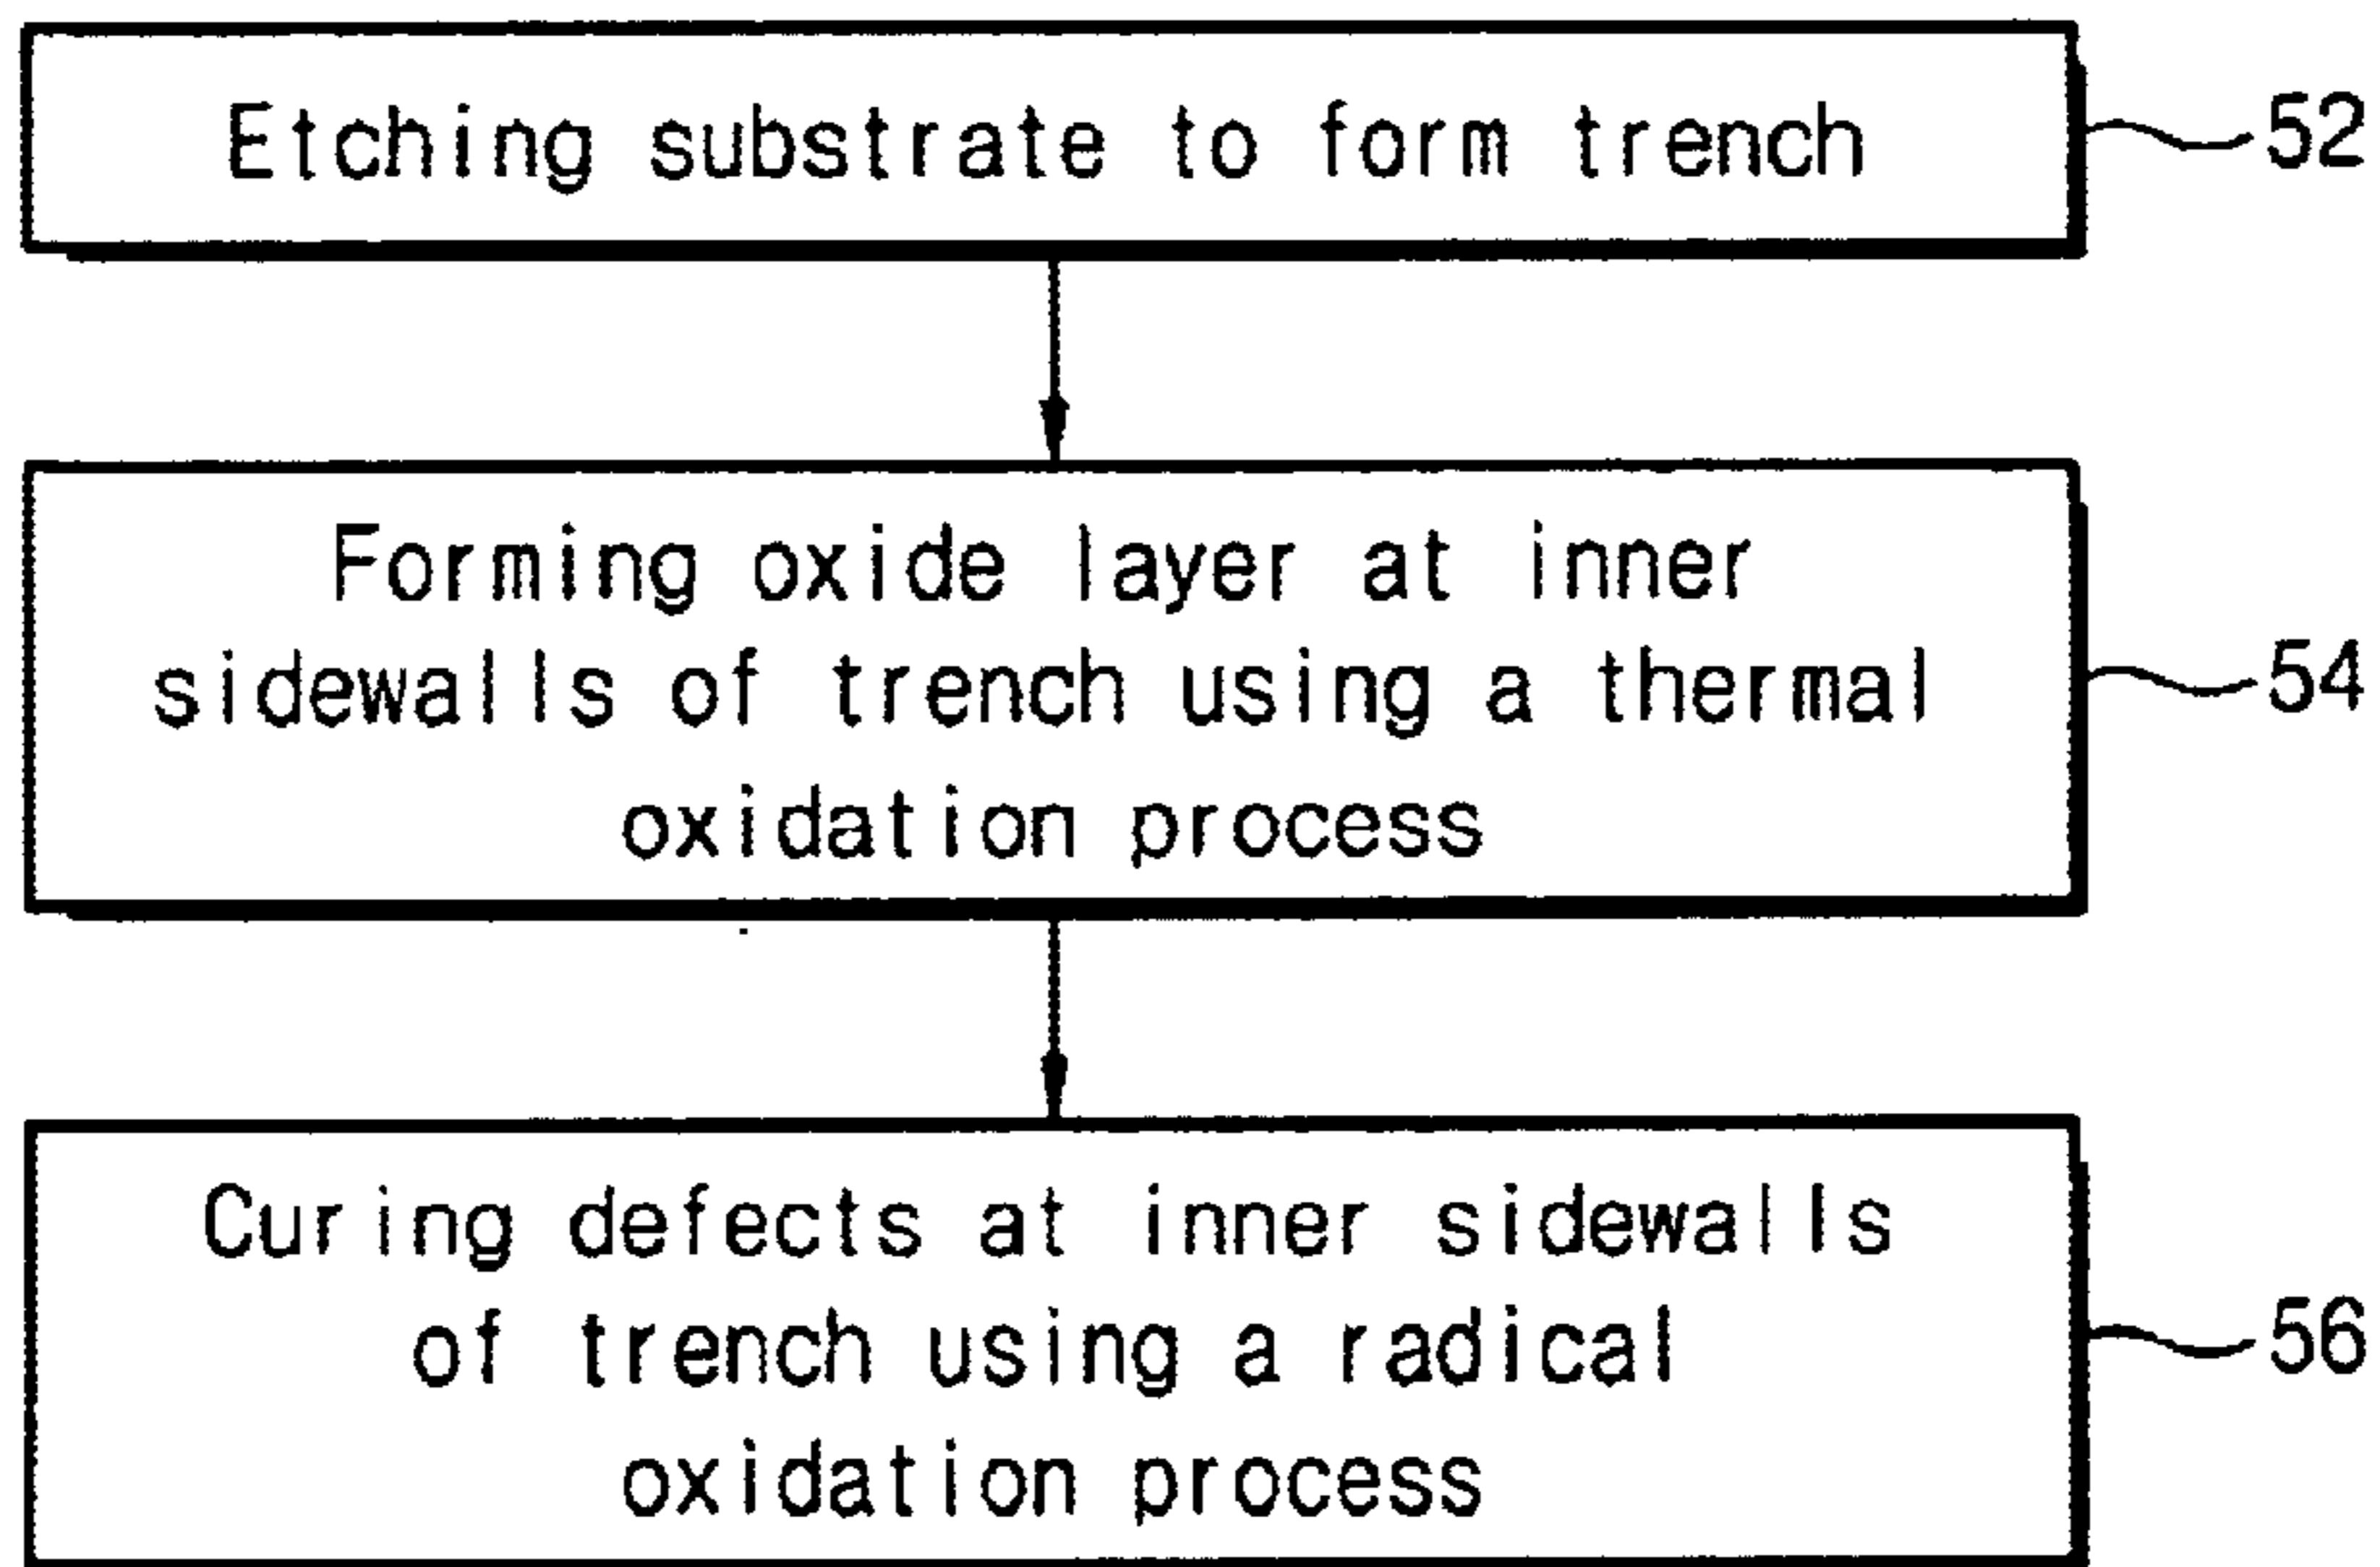 Etching substrate to form trench
52
Forming oxide layer at inner
sidewalls of trench using a thermal
oxidation process
54
Curing defects at inner sidewalls
of trench using a radical
oxidation process
56